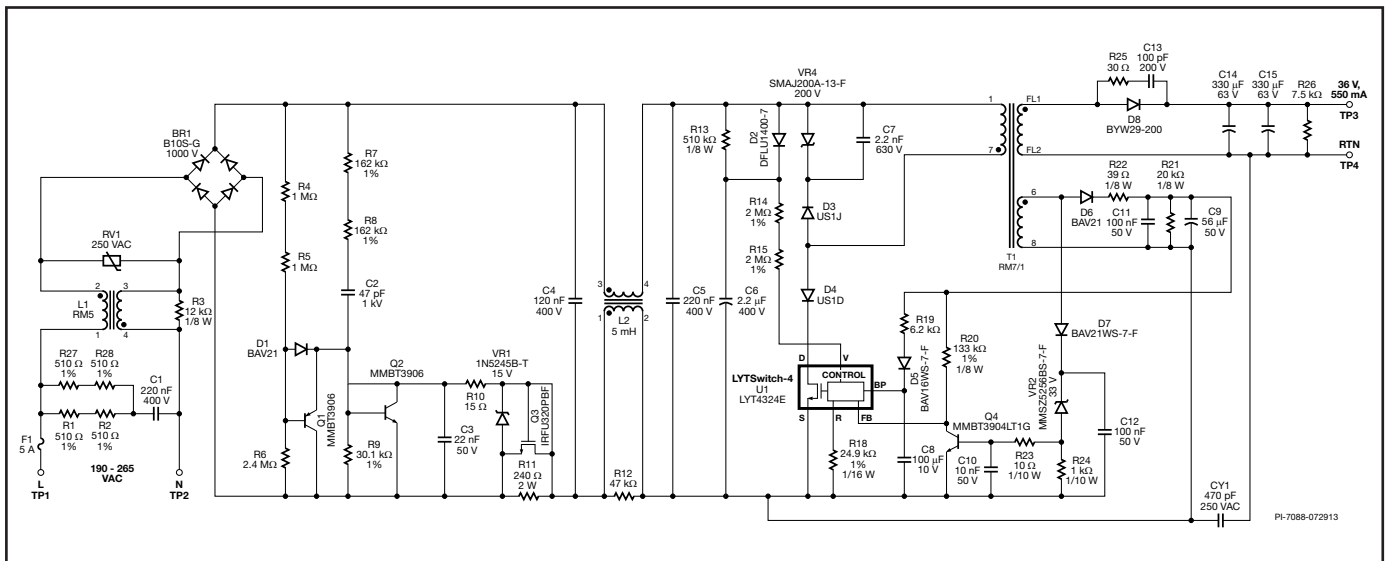 BR1
B10S-G
1000 V
RV1
250 VAC
2
3
L1
RM5
1
4
R3
12 kΩ
1/8 W
R27
510 Ω
1%
R28
510 Ω
1%
C1
220 nF
400 V
R1
510 Ω
1%
R2
510 Ω
1%
F1
5 A
190 - 265
VAC
L
TP1
N
TP2
R4
1 MΩ
R5
1 MΩ
D1
BAV21
R6
2.4 MΩ
Q1
MMBT3906
R7
162 kΩ
1%
R8
162 kΩ
1%
C2
47 pF
1 kV
Q2
MMBT3906
R9
30.1 kΩ
1%
C3
22 nF
50 V
R10
15 Ω
VR1
1N5245B-T
15 V
Q3
IRFU320PBF
R11
240 Ω
2 W
C4
120 nF
400 V
3
4
1
2
L2
5 mH
R12
47 kΩ
C5
220 nF
400 V
R13
510 kΩ
1/8 W
C6
2.2 µF
400 V
D2
DFLU1400-7
VR4
SMAJ200A-13-F
200 V
C7
2.2 nF
630 V
R14
2 MΩ
1%
R15
2 MΩ
1%
D3
US1J
D4
US1D
LYTSwitch-4
U1
LYT4324E
D
V
CONTROL
BP
S
R
FB
R18
24.9 kΩ
1%
1/16 W
R19
6.2 kΩ
D5
BAV16WS-7-F
C8
100 µF
10 V
R20
133 kΩ
1%
1/8 W
Q4
MMBT3904LT1G
C10
10 nF
50 V
R23
10 Ω
1/10 W
R24
1 kΩ
1/10 W
VR2
MMSZ5256BS-7-F
33 V
D7
BAV21WS-7-F
C12
100 nF
50 V
1
7
FL1
FL2
6
8
T1
RM7/1
D6
BAV21
R22
39 Ω
1/8 W
C11
100 nF
50 V
R21
20 kΩ
1/8 W
C9
56 µF
50 V
R25
30 Ω
C13
100 pF
200 V
D8
BYW29-200
C14
330 µF
63 V
C15
330 µF
63 V
R26
7.5 kΩ
36 V,
550 mA
TP3
RTN
TP4
CY1
470 pF
250 VAC
PI-7088-072913